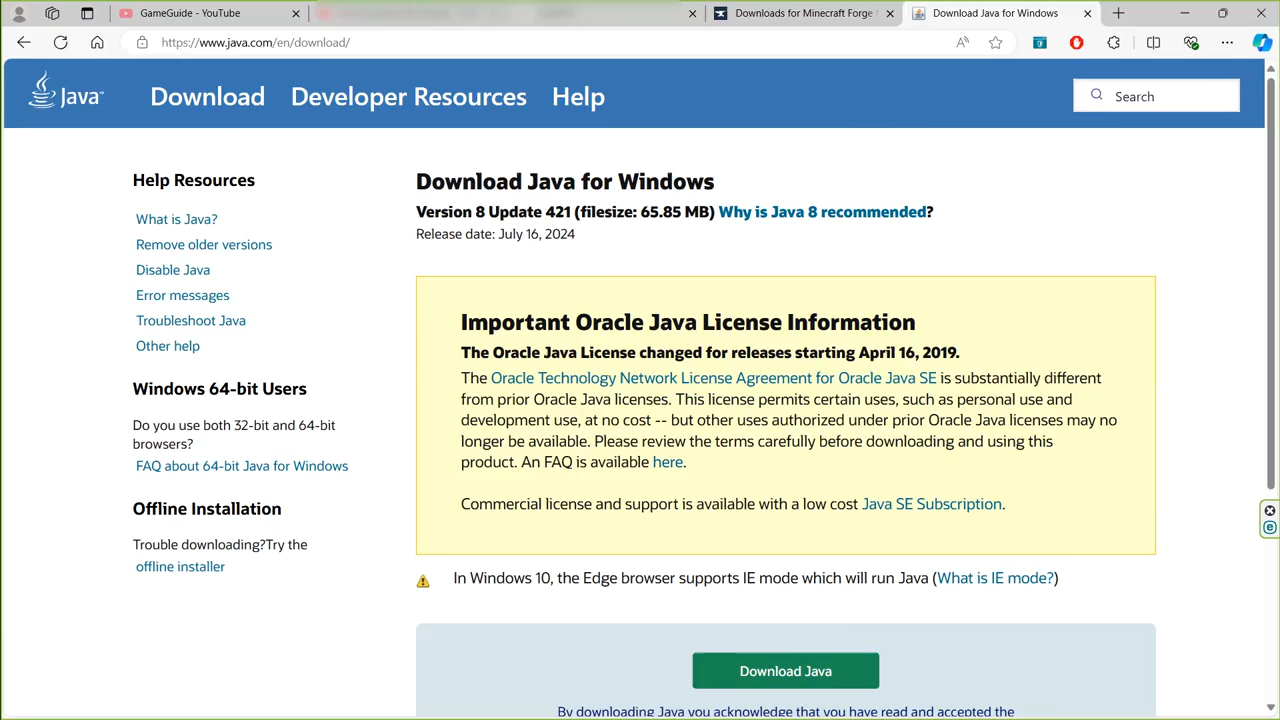 GameGuide - YouTube
Downloads for Minecraft Forge
Download Java for Windows
https://www.java.com/en/download/
Java
Download
Developer Resources
Help
Search
Help Resources
What is Java?
Remove older versions
Disable Java
Error messages
Troubleshoot Java
Other help
Windows 64-bit Users
Do you use both 32-bit and 64-bit
browsers?
FAQ about 64-bit Java for Windows
Offline Installation
Trouble downloading?Try the
offline installer
Download Java for Windows
Version 8 Update 421 (filesize: 65.85 MB) Why is Java 8 recommended?
Release date: July 16, 2024
Important Oracle Java License Information
The Oracle Java License changed for releases starting April 16, 2019.
The Oracle Technology Network License Agreement for Oracle Java SE is substantially different
from prior Oracle Java licenses. This license permits certain uses, such as personal use and
development use, at no cost -- but other uses authorized under prior Oracle Java licenses may no
longer be available. Please review the terms carefully before downloading and using this
product. An FAQ is available here.
Commercial license and support is available with a low cost Java SE Subscription.
In Windows 10, the Edge browser supports IE mode which will run Java (What is IE mode?)
Download Java
By downloading Java you acknowledge that you have read and accepted the